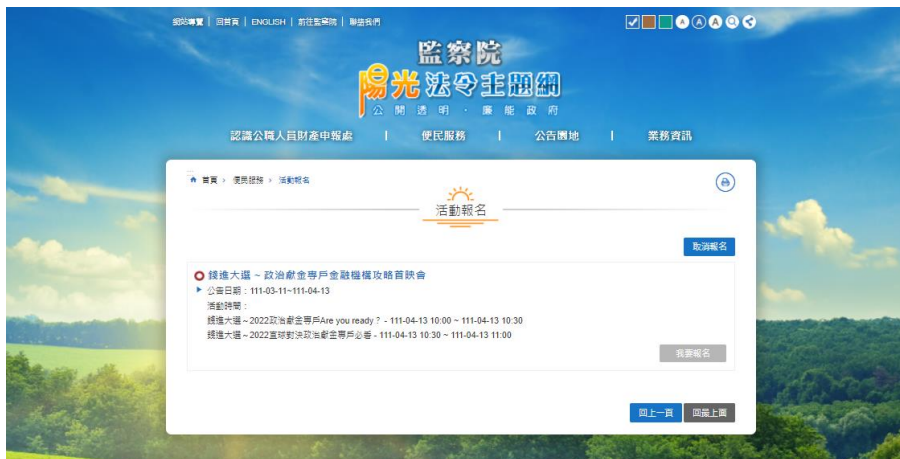 網站導覽 | 回首頁 | ENGLISH | 前往監察院 | 聯絡我們
A A A
監察院
陽光法令主題網
公開透明・廉能政府
認識公職人員財產申報處 | 便民服務 | 公告園地 | 業務資訊
首頁 › 便民服務 › 活動報名
活動報名
取消報名
錢進大選 ~ 政治獻金專戶金融機構攻略首映會
公告日期：111-03-11~111-04-13
活動時間：
錢進大選～2022政治獻金專戶Are you ready？ - 111-04-13 10:00 ~ 111-04-13 10:30
錢進大選～2022直球對決政治獻金專戶必看 - 111-04-13 10:30 ~ 111-04-13 11:00
我要報名
回上一頁 回最上面